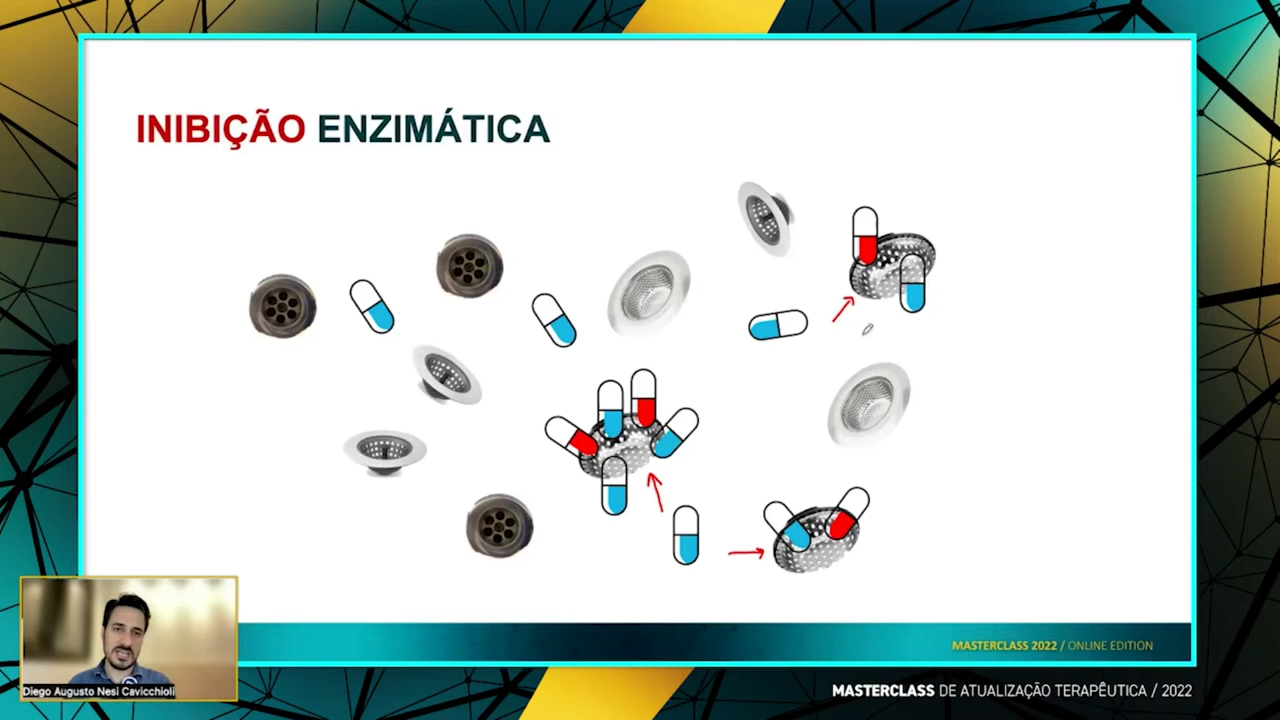 INIBIÇÃO ENZIMÁTICA
MASTERCLASS 2022 / ONLINE EDITION
Diego Augusto Nesi Cavicchioli
MASTERCLASS DE ATUALIZAÇÃO TERAPÊUTICA / 2022